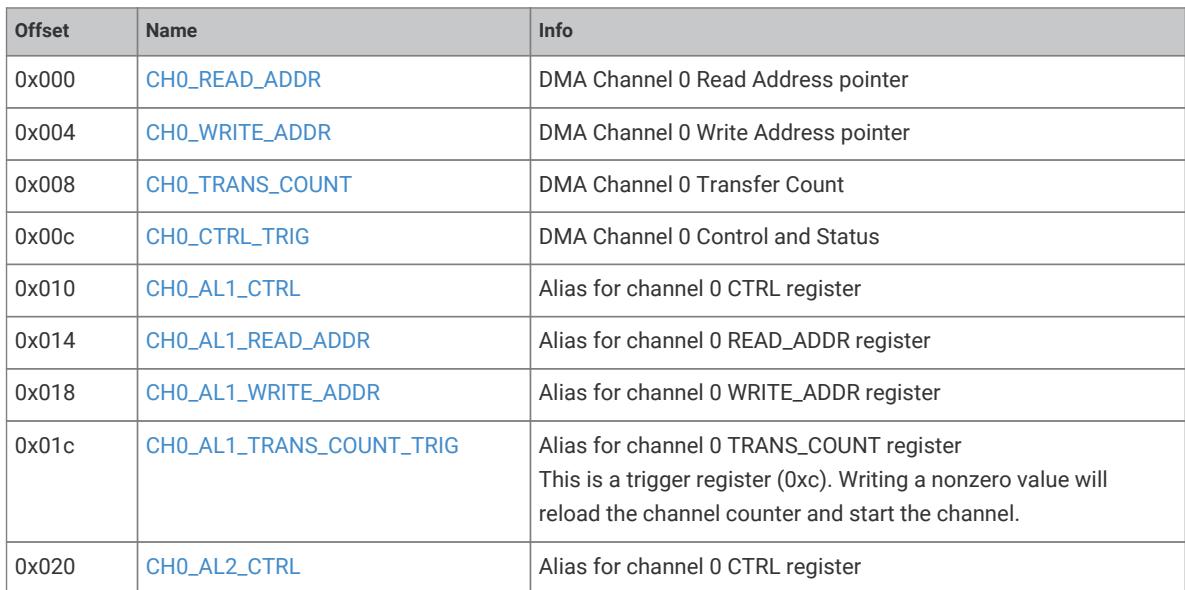 Offset Name Info
0x000 CH0_READ_ADDR DMA Channel 0 Read Address pointer
0x004 CH0_WRITE_ADDR DMA Channel 0 Write Address pointer
0x008 CH0_TRANS_COUNT DMA Channel 0 Transfer Count
0x00c CH0_CTRL_TRIG DMA Channel 0 Control and Status
0x010 CH0_AL1_CTRL Alias for channel 0 CTRL register
0x014 CH0_AL1_READ_ADDR Alias for channel 0 READ_ADDR register
0x018 CH0_AL1_WRITE_ADDR Alias for channel 0 WRITE_ADDR register
0x01c CH0_AL1_TRANS_COUNT_TRIG Alias for channel 0 TRANS_COUNT register
This is a trigger register (0xc). Writing a nonzero value will
reload the channel counter and start the channel.
0x020 CH0_AL2_CTRL Alias for channel 0 CTRL register